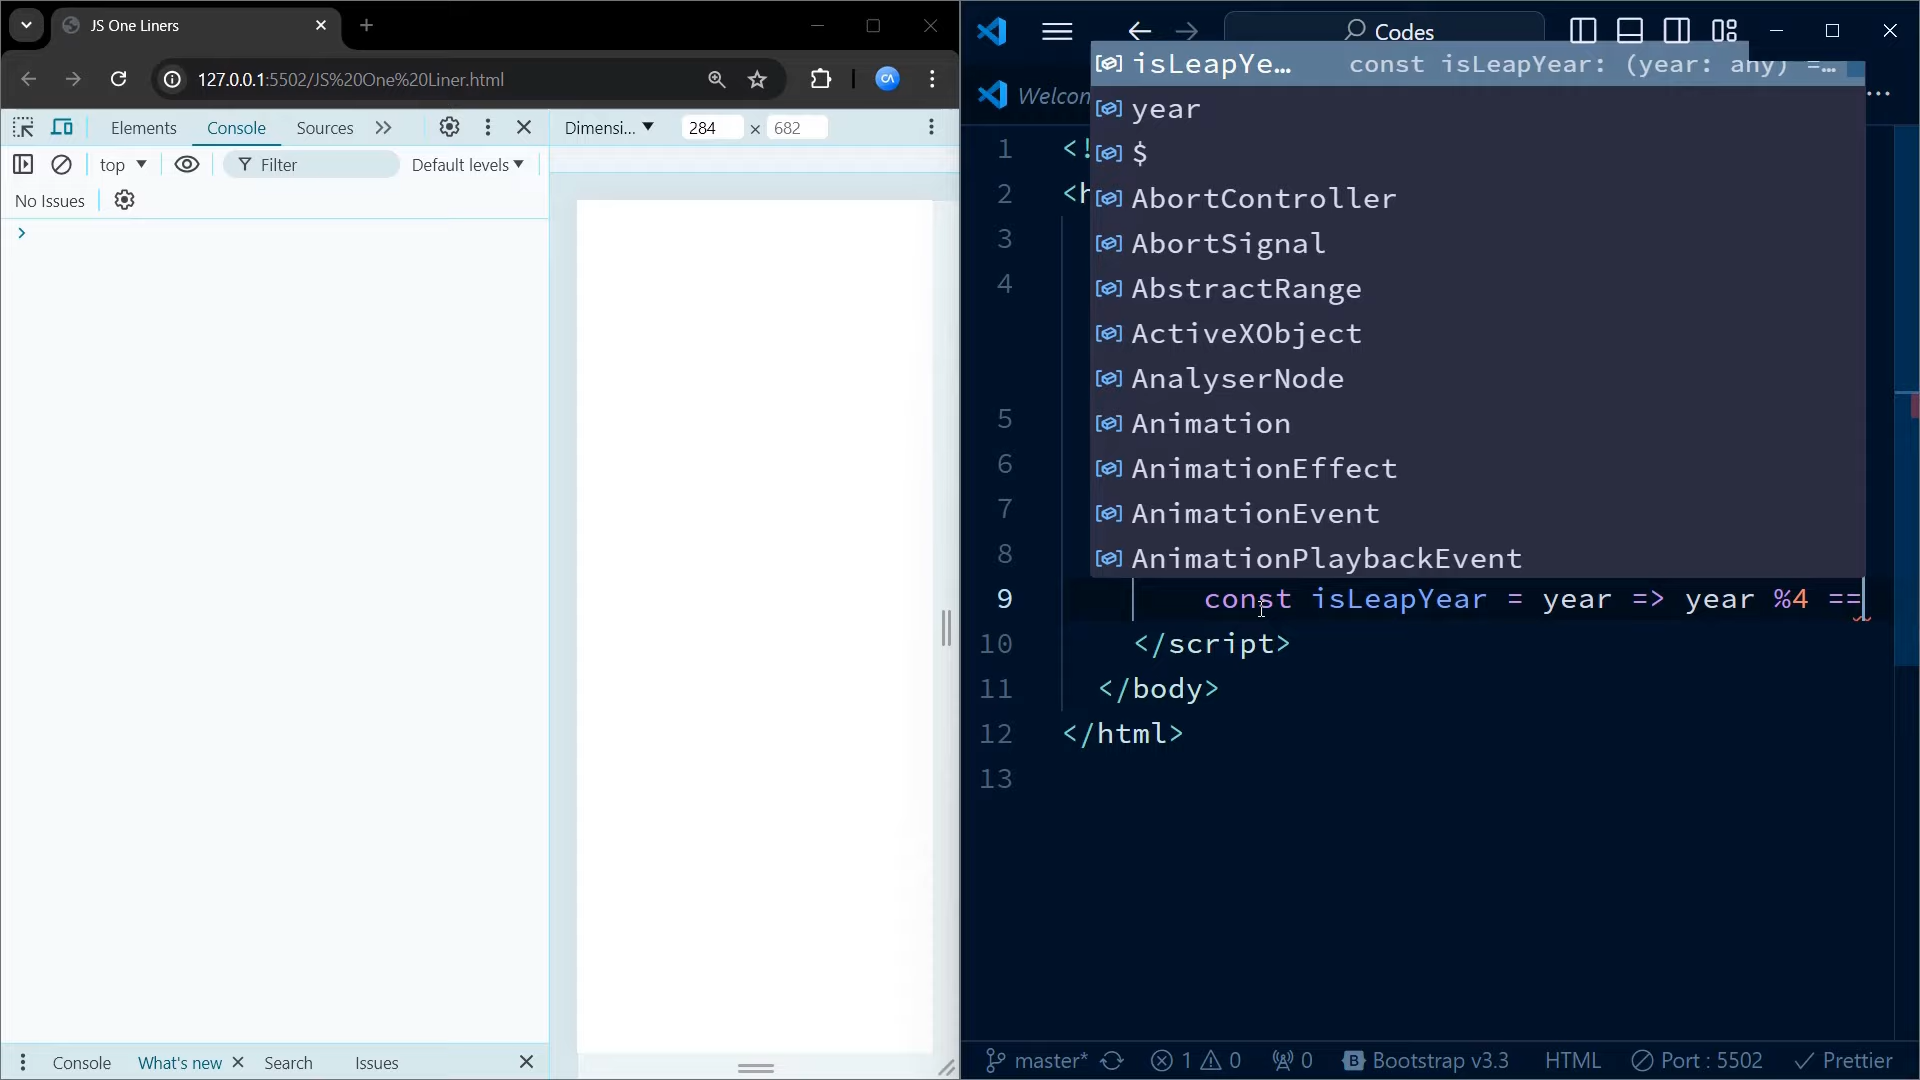 JS One Liners
127.0.0.1:5502/JS%20One%20Liner.html
Elements
Console
Sources
Dimensi...
284
×
682
top
Filter
Default levels
No Issues
Console
What's new
Search
Issues
Codes
Welcon
isLeapYe... const isLeapYear: (year: any) =...
year
$
AbortController
AbortSignal
AbstractRange
ActiveXObject
AnalyserNode
Animation
AnimationEffect
AnimationEvent
AnimationPlaybackEvent
1 <!
2 <h
3
4
5
6
7
8
9 const isLeapYear = year => year %4 ==
10 </script>
11 </body>
12 </html>
13
master* 1 0 0 Bootstrap v3.3 HTML Port : 5502 Prettier